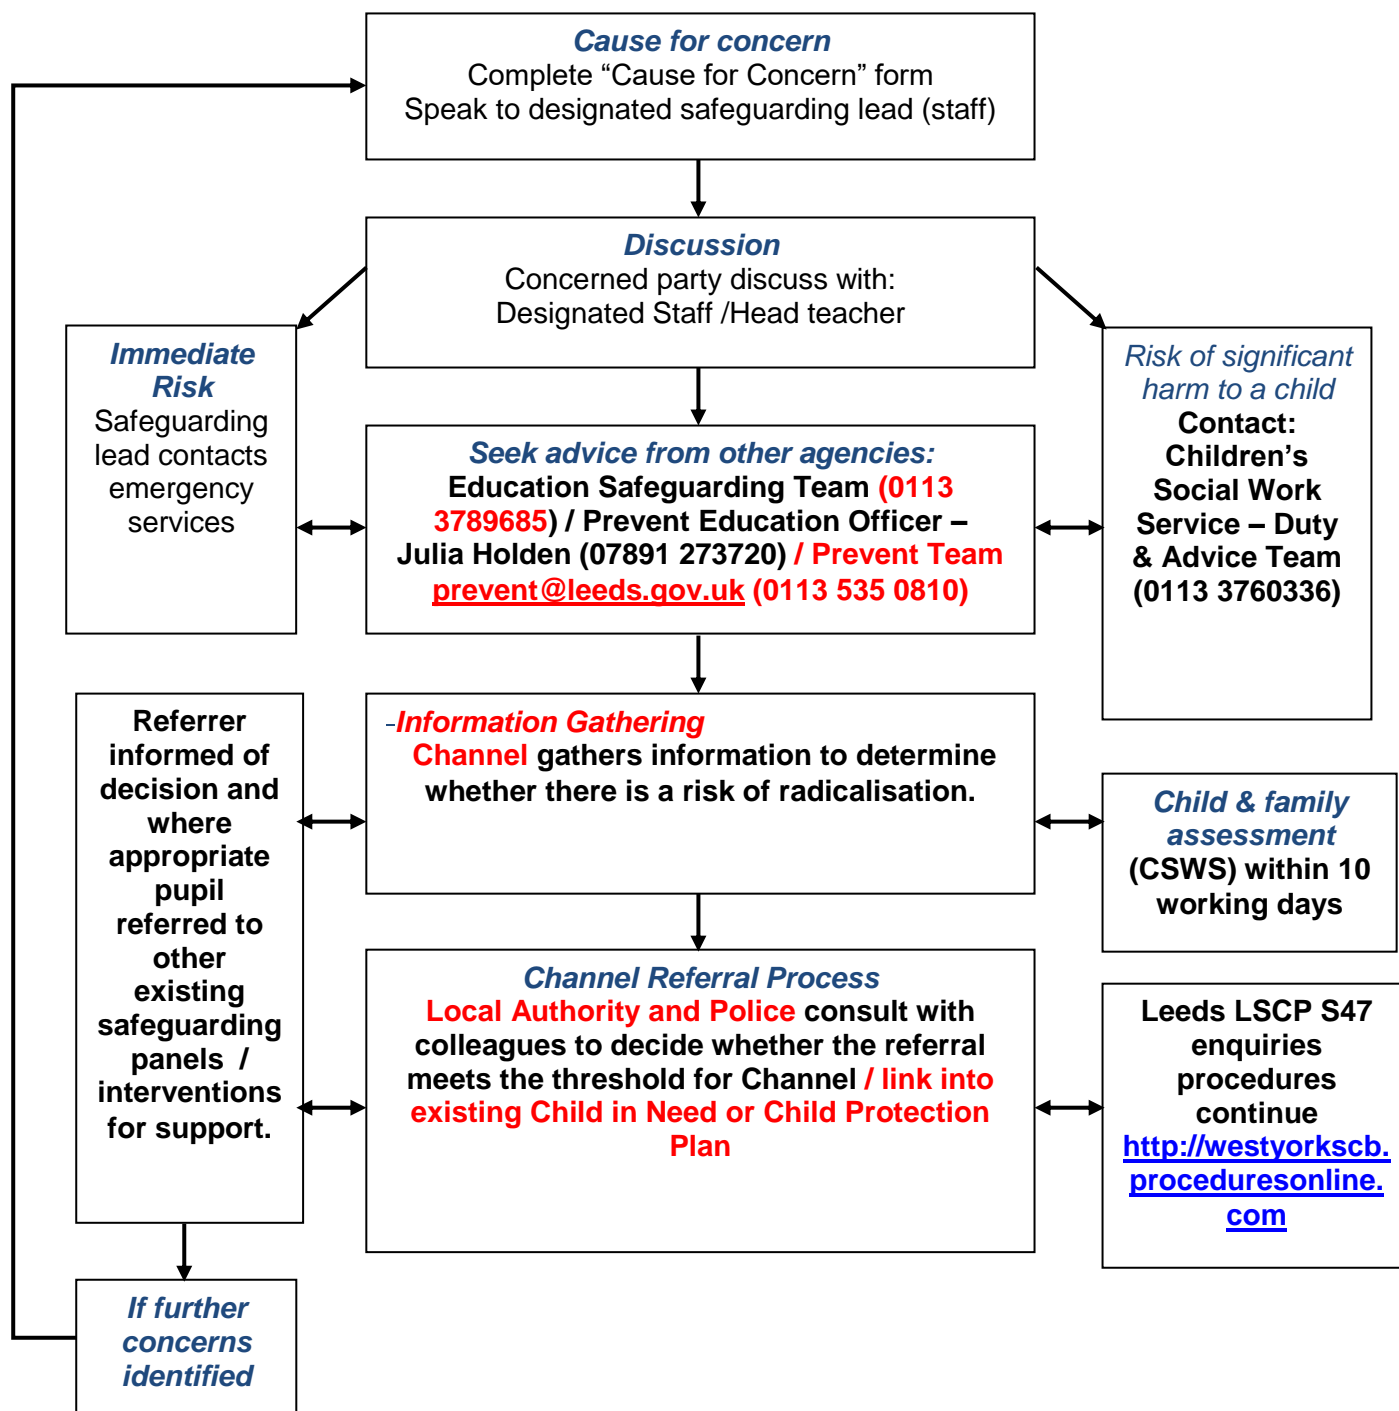 Cause for concern
Complete “Cause for Concern” form
Speak to designated safeguarding lead (staff)
Discussion
Concerned party discuss with:
Designated Staff /Head teacher
Immediate
Risk
Safeguarding
lead contacts
emergency
services
Seek advice from other agencies:
Education Safeguarding Team (0113
3789685) / Prevent Education Officer –
Julia Holden (07891 273720) / Prevent Team
prevent@leeds.gov.uk (0113 535 0810)
Risk of significant
harm to a child
Contact:
Children’s
Social Work
Service – Duty
& Advice Team
(0113 3760336)
Referrer
informed of
decision and
where
appropriate
pupil
referred to
other
existing
safeguarding
panels /
interventions
for support.
-Information Gathering
Channel gathers information to determine
whether there is a risk of radicalisation.
Child & family
assessment
(CSWS) within 10
working days
Channel Referral Process
Local Authority and Police consult with
colleagues to decide whether the referral
meets the threshold for Channel / link into
existing Child in Need or Child Protection
Plan
Leeds LSCP S47
enquiries
procedures
continue
http://westyorkscb.
proceduresonline.
com
If further
concerns
identified